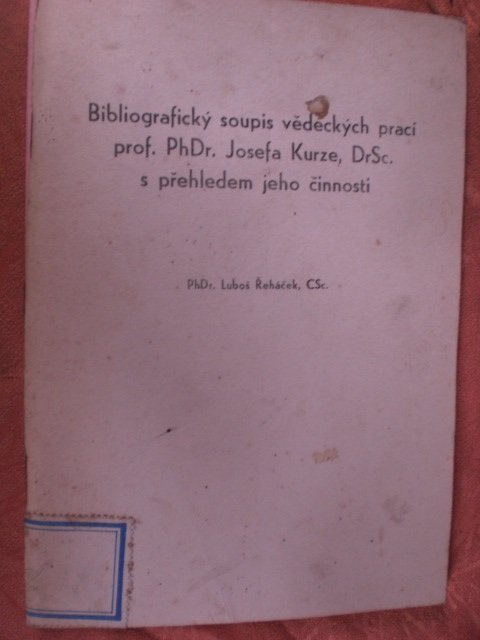 Bibliografický soupis vědeckých prací
prof. PhDr. Josefa Kurze, DrSc.
s přehledem jeho činnosti
PhDr. Luboš Řeháček, CSc.